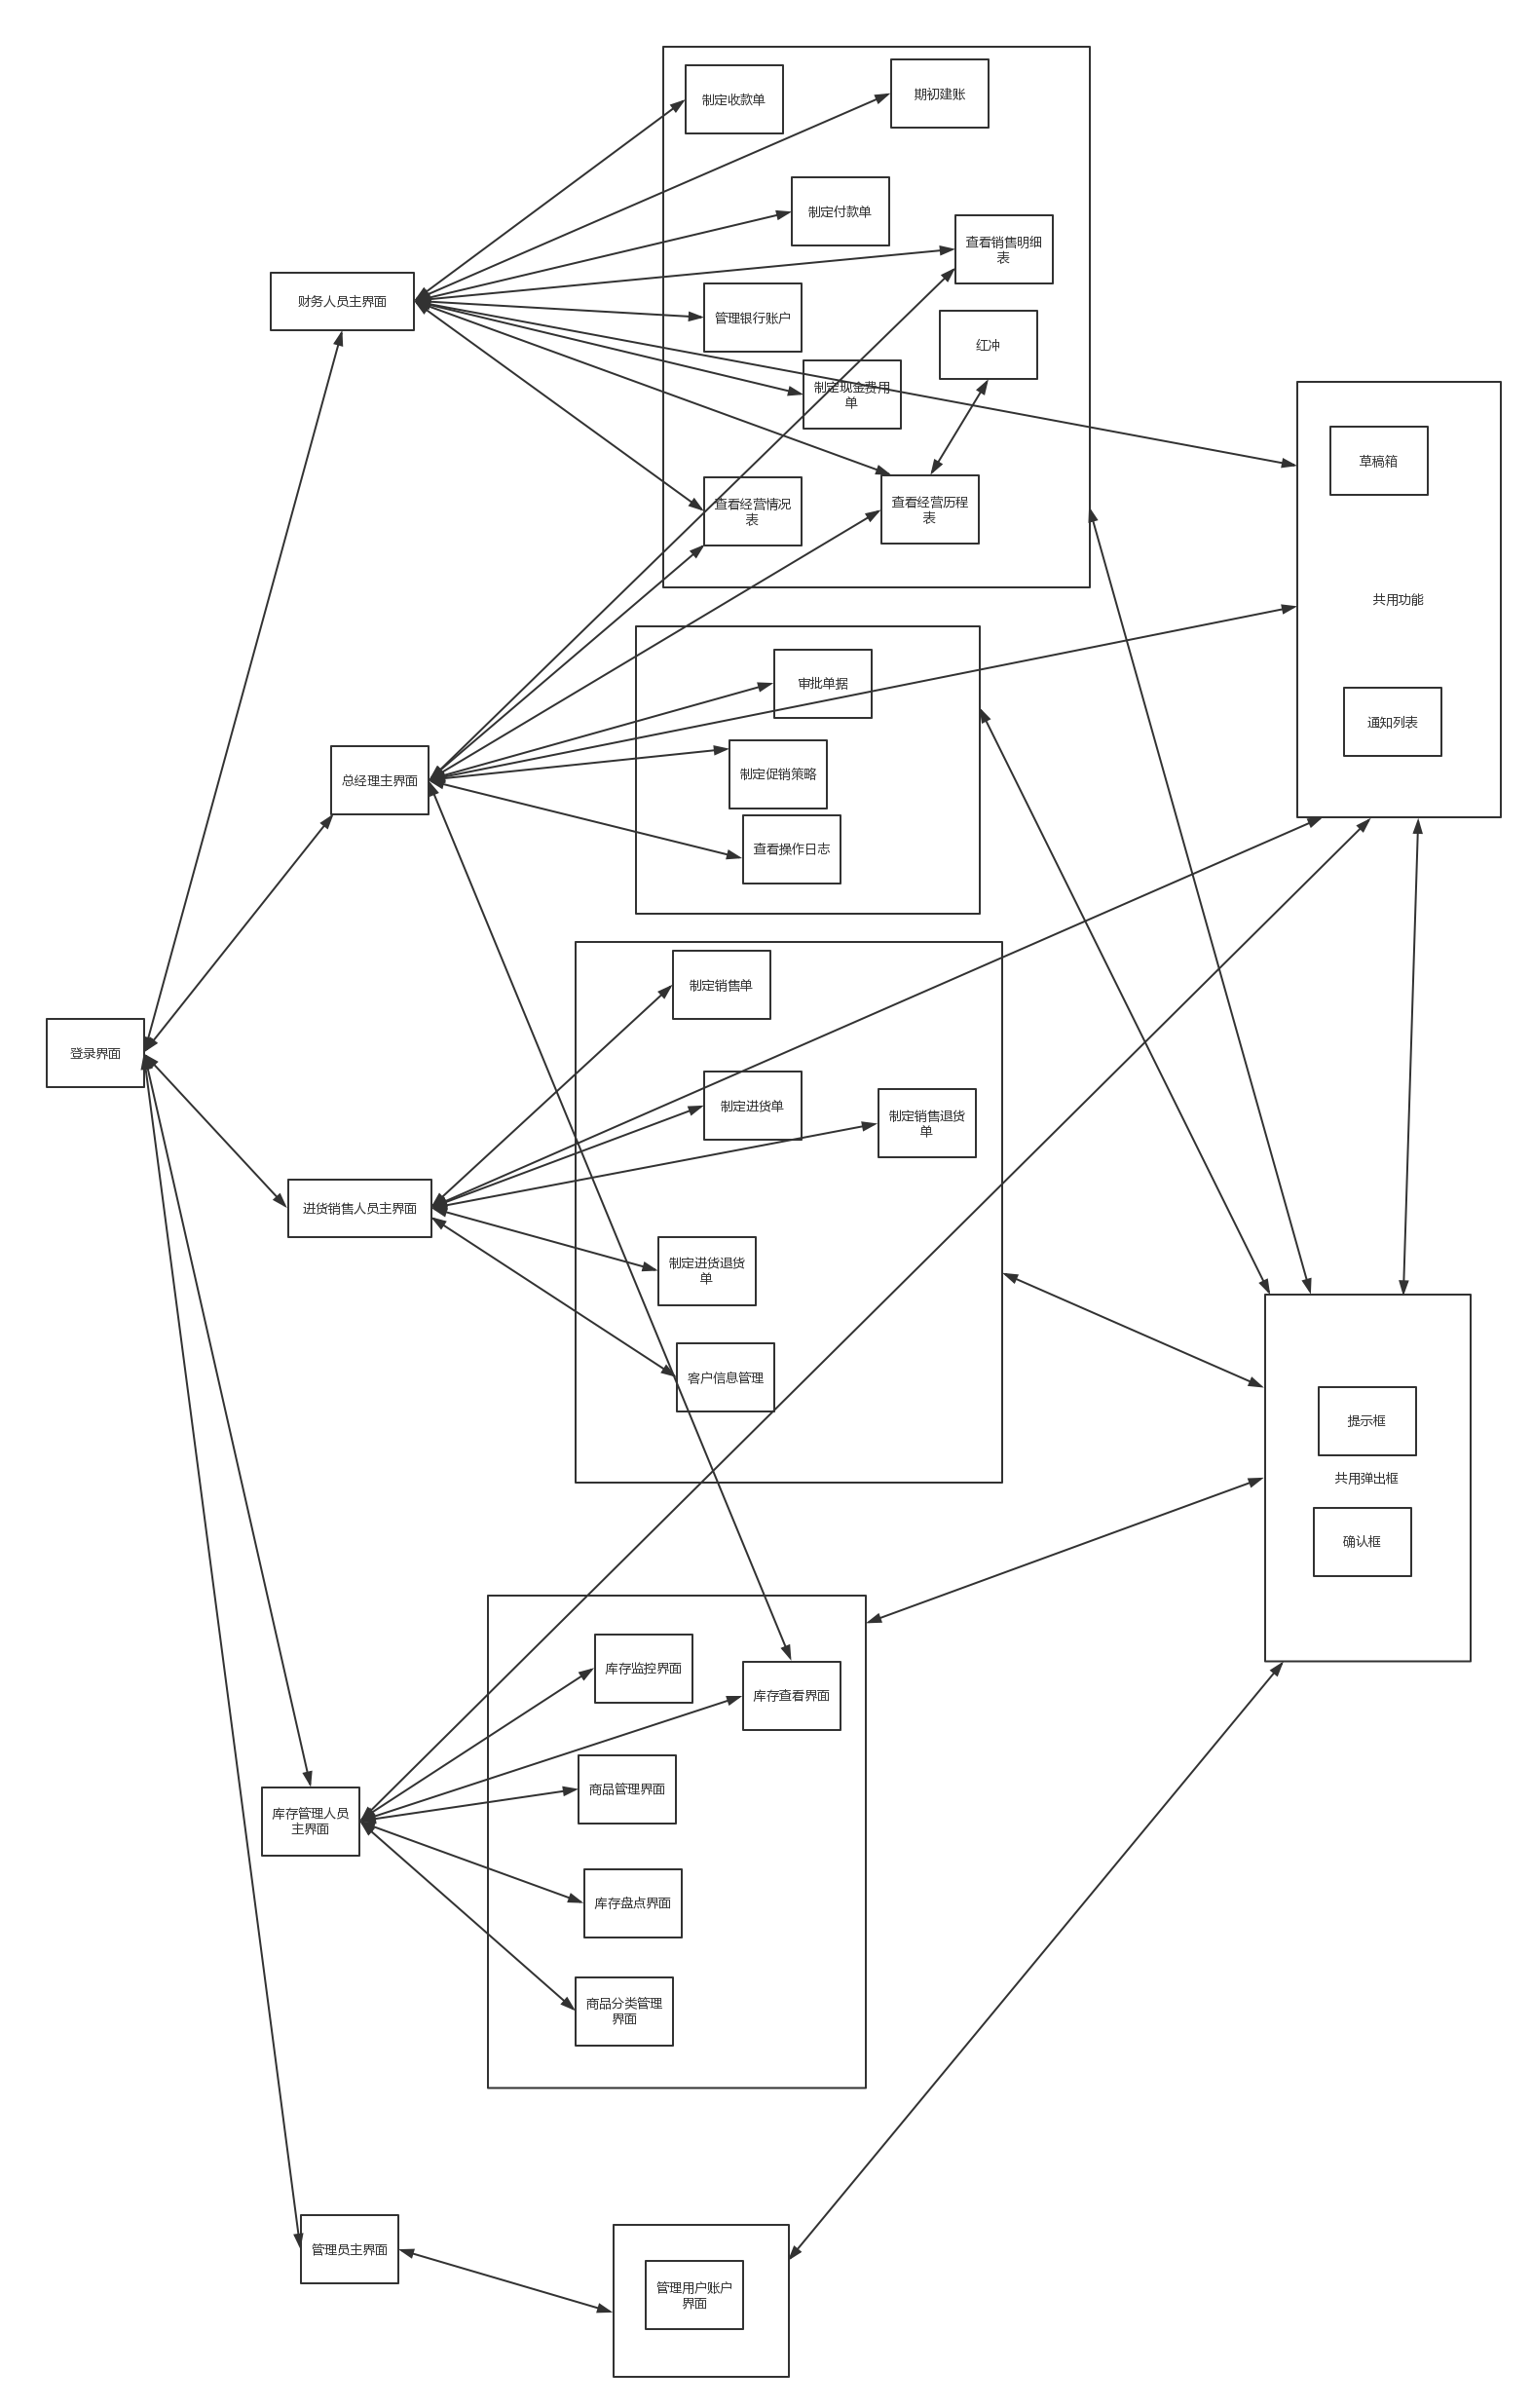 制定收款单
期初建账
制定付款单
查看销售明细
表
财务人员主界面
管理银行账户
红冲
制定现金费用
单
草稿箱
查看经营情况
表
查看经营历程
表
共用功能
审批单据
通知列表
总经理主界面
制定促销策略
查看操作日志
制定销售单
登录界面
制定进货单
制定销售退货
单
进货销售人员主界面
制定进货退货
单
客户信息管理
提示框
共用弹出框
确认框
库存监控界面
库存查看界面
商品管理界面
库存管理人员
主界面
库存盘点界面
商品分类管理
界面
管理员主界面
管理用户账户
界面